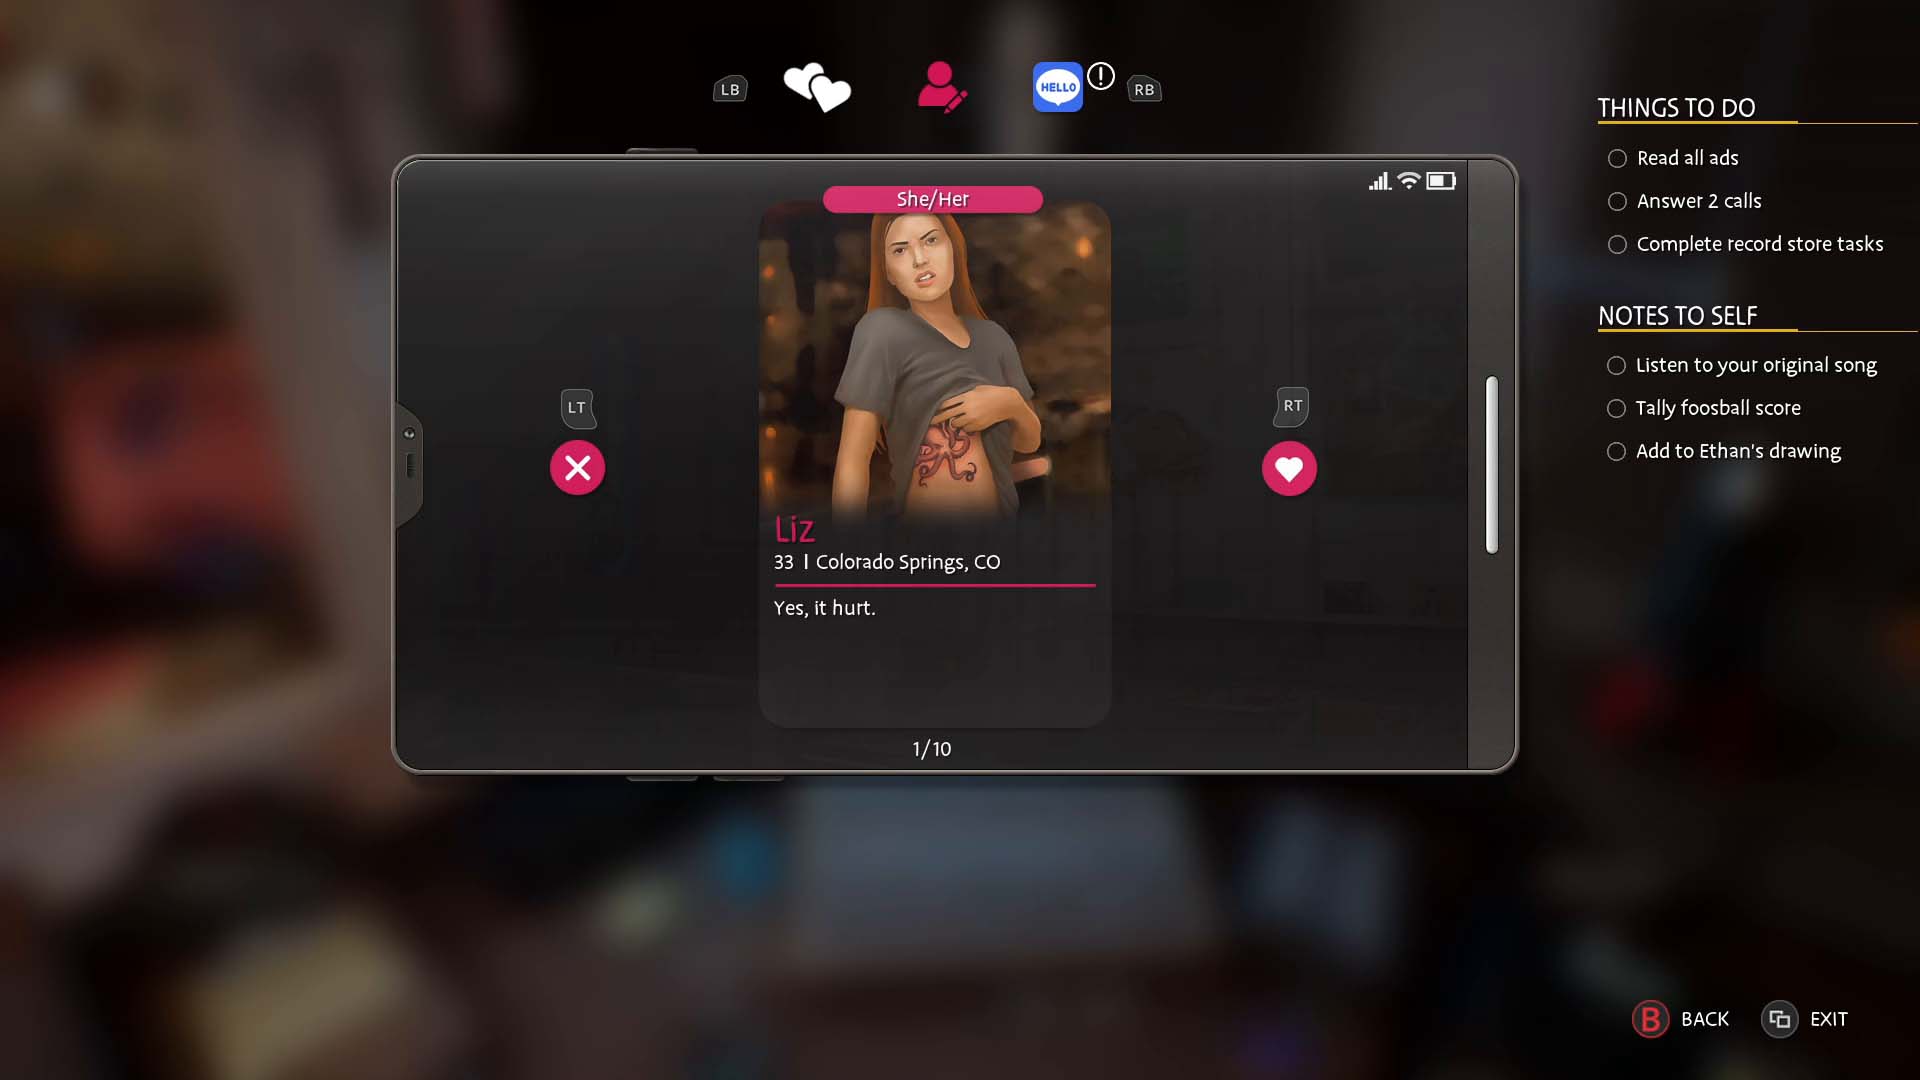 LB
HELLO
!
RB
She/Her
LT
RT
Liz
33 | Colorado Springs, CO
Yes, it hurt.
1/10
THINGS TO DO
Read all ads
Answer 2 calls
Complete record store tasks
NOTES TO SELF
Listen to your original song
Tally foosball score
Add to Ethan's drawing
B BACK
EXIT